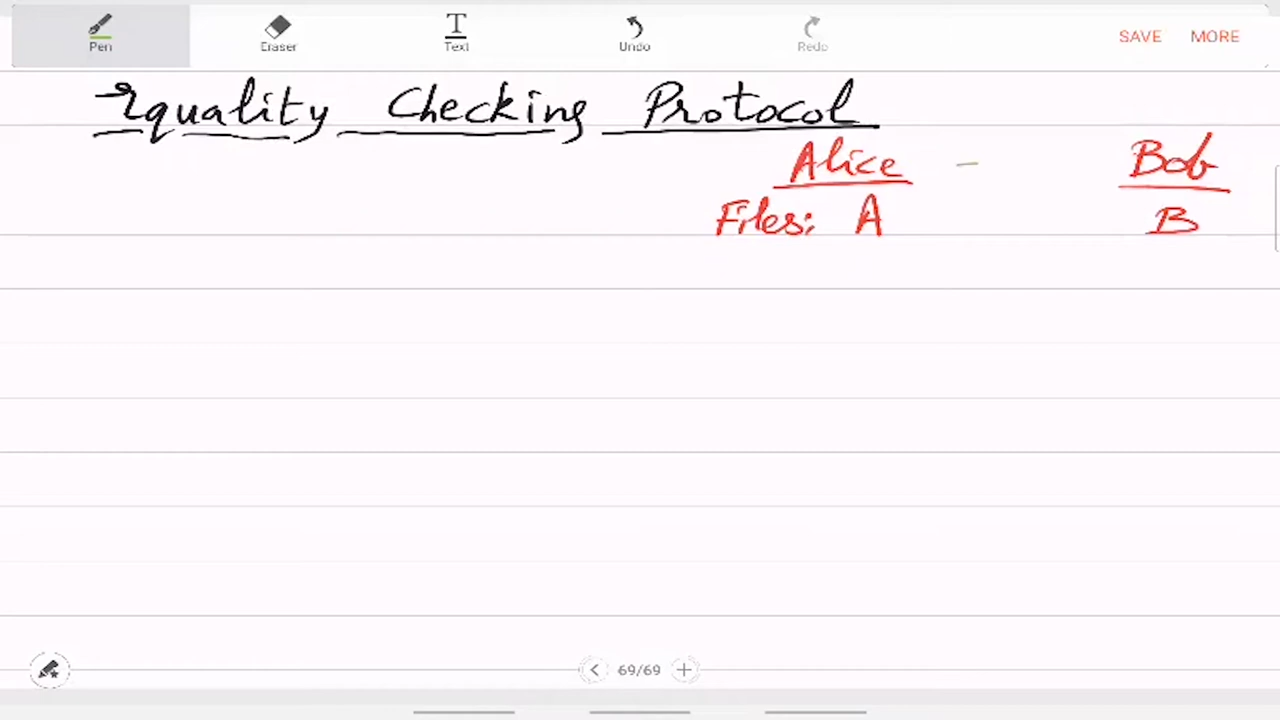 Pen Eraser Text Undo Redo SAVE MORE
Equality Checking Protocol
Alice - Bob
Files: A B
69/69